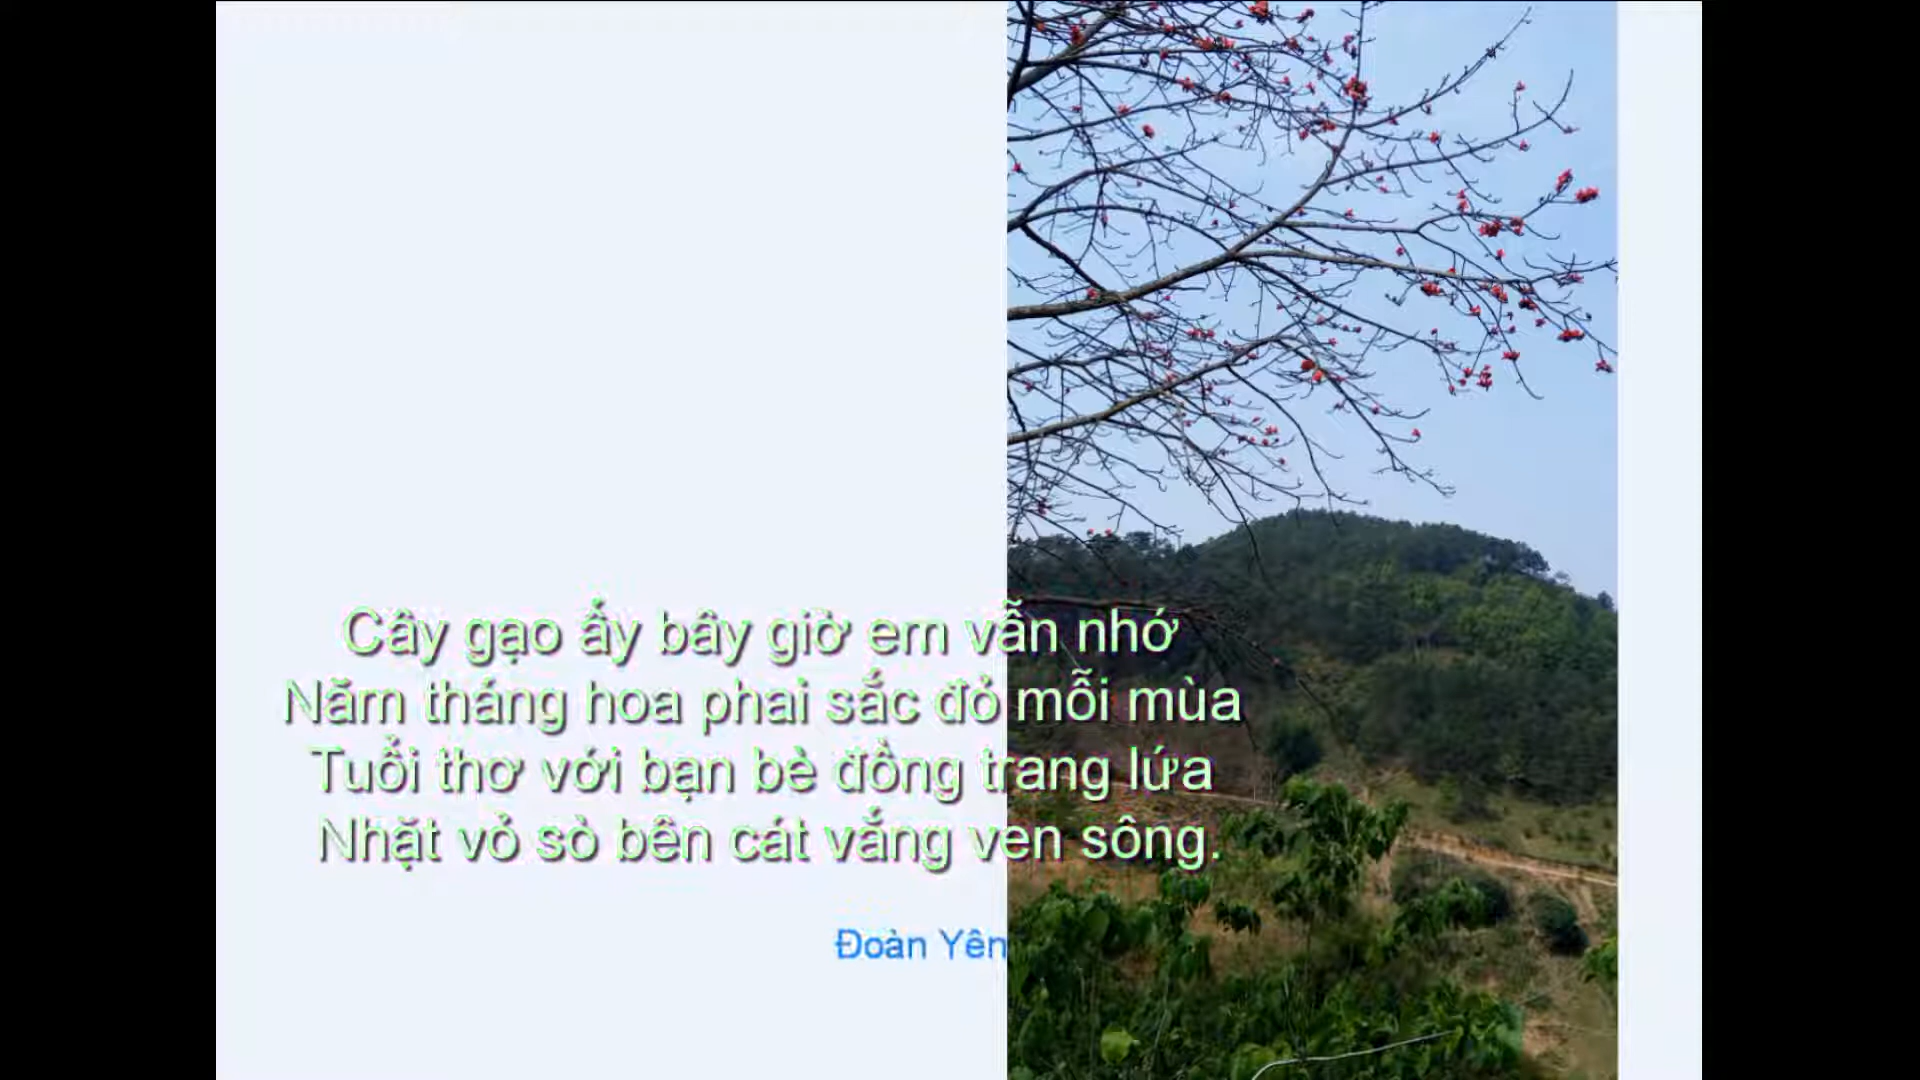 Cây gạo ấy bây giờ em vẫn nhớ
Năm tháng hoa phai sắc đỏ mỗi mùa
Tuổi thơ với bạn bè đồng trang lứa
Nhặt vỏ sò bên cát vắng ven sông.
Đoàn Yên